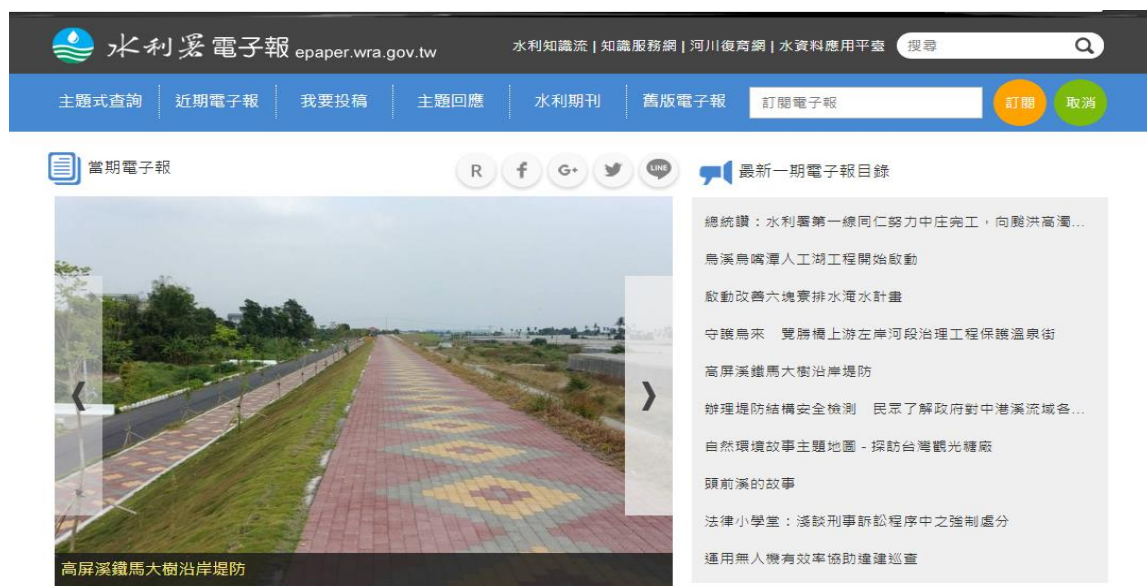 水利署電子報 epaper.wra.gov.tw
水利知識流 | 知識服務網 | 河川復育網 | 水資料應用平臺
搜尋
主題式查詢
近期電子報
我要投稿
主題回應
水利期刊
舊版電子報
訂閱電子報
訂閱
取消
當期電子報
R
f
G+
LINE
最新一期電子報目錄
總統讚：水利署第一線同仁努力中庄完工，向颱洪高濁...
烏溪鳥嘴潭人工湖工程開始啟動
啟動改善六塊寮排水淹水計畫
守護烏來 覽勝橋上游左岸河段治理工程保護溫泉街
高屏溪鐵馬大樹沿岸堤防
辦理堤防結構安全檢測 民眾了解政府對中港溪流域各...
自然環境故事主題地圖 - 探訪台灣觀光糖廠
頭前溪的故事
法律小學堂：淺談刑事訴訟程序中之強制處分
運用無人機有效率協助違建巡查
高屏溪鐵馬大樹沿岸堤防